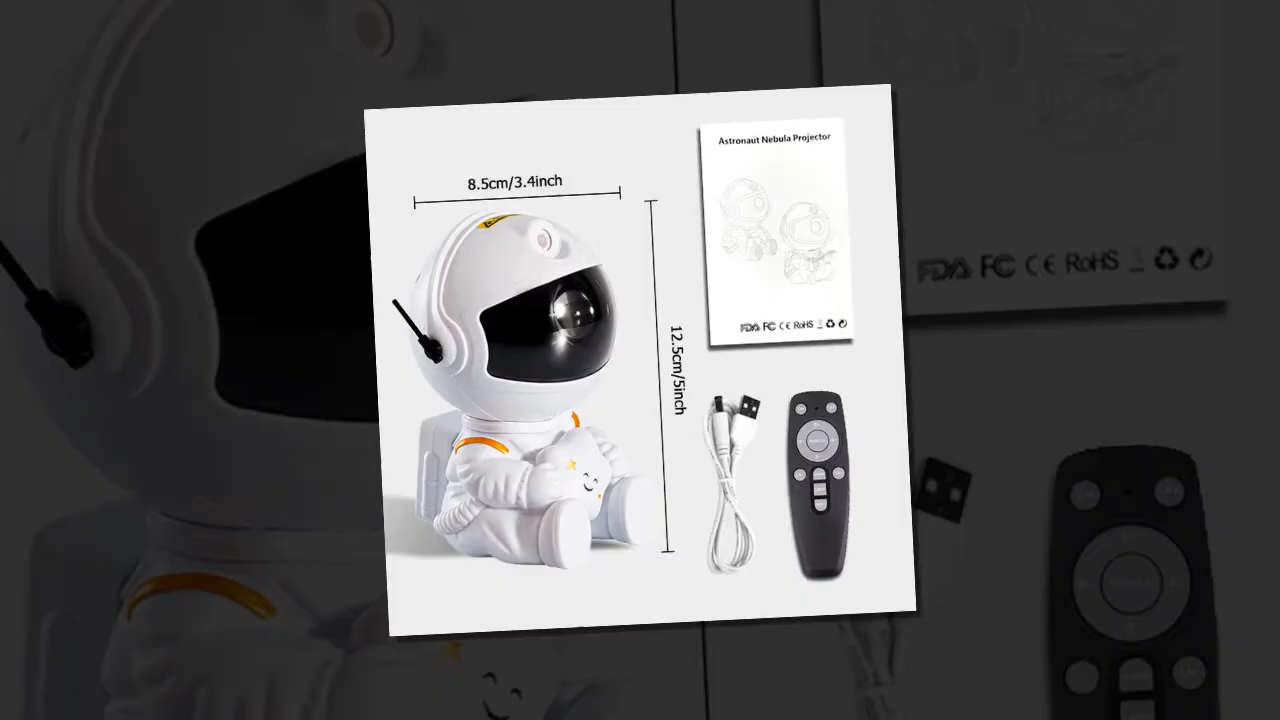 8.5cm/3.4inch
12.5cm/5inch
Astronaut Nebula Projector
FDA FC CE RoHS
FDA FC CE RoHS